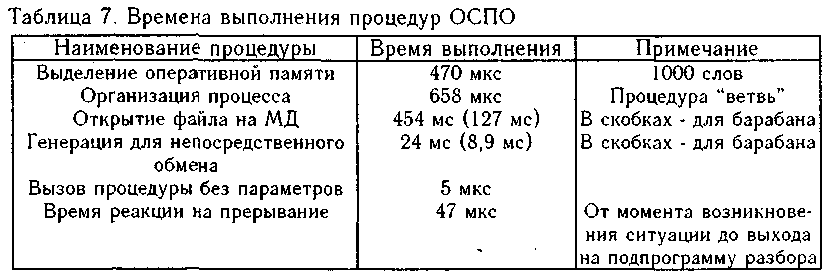 Таблица 7. Времена выполнения процедур ОСПО
Наименование процедуры Время выполнения Примечание
Выделение оперативной памяти 470 мкс 1000 слов
Организация процесса 658 мкс Процедура "ветвь"
Открытие файла на МД 454 мс (127 мс) В скобках - для барабана
Генерация для непосредственного 24 мс (8,9 мс) В скобках - для барабана
обмена
Вызов процедуры без параметров 5 мкс
Время реакции на прерывание 47 мкс От момента возникнове-
ния ситуации до выхода
на подпрограмму разбора